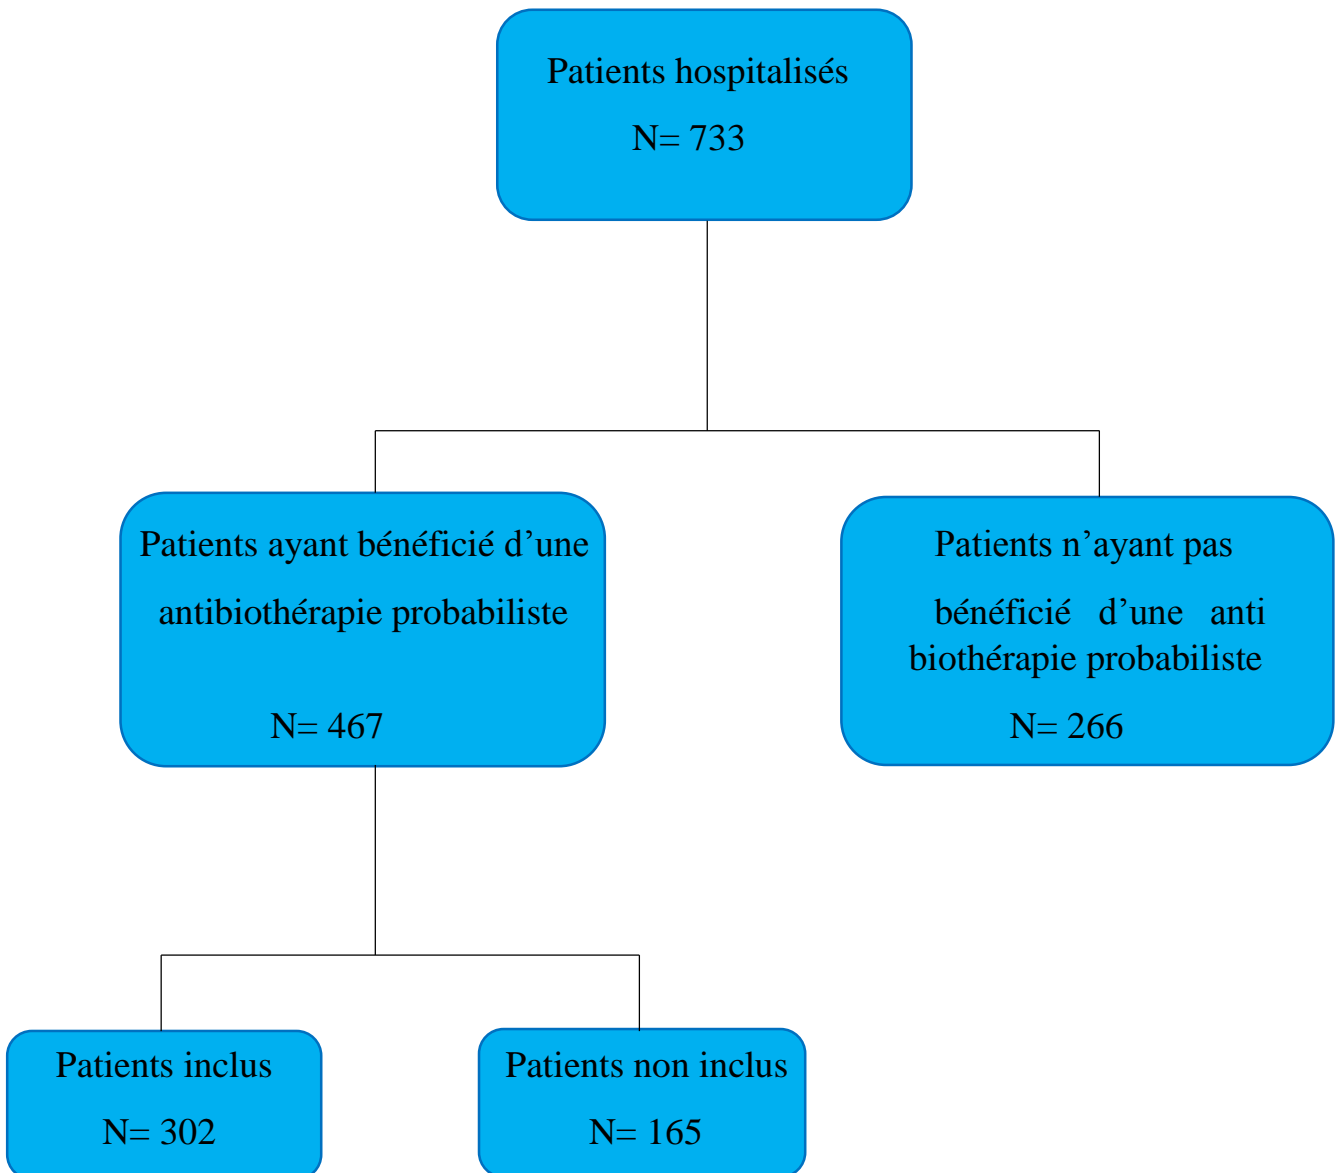 Patients hospitalisés
N= 733
Patients ayant bénéficié d’une
antibiothérapie probabiliste
N= 467
Patients n’ayant pas
bénéficié d’une anti
biothérapie probabiliste
N= 266
Patients inclus
N= 302
Patients non inclus
N= 165